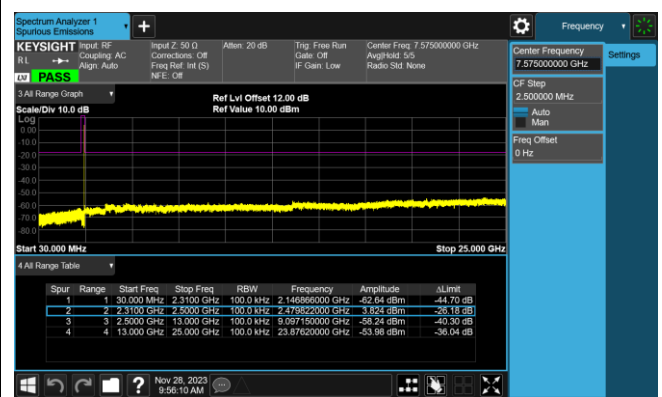 Spectrum Analyzer 1
Spurious Emissions
Frequency
KEYSIGHT
Input: RF
Coupling: AC
Align: Auto
Input Z: 50 Ω
Corrections: Off
Freq Ref: Int (S)
NFE: Off
Atten: 20 dB
Trig: Free Run
Gate: Off
IF Gain: Low
Center Freq: 7.575000000 GHz
Avg|Hold: 5/5
Radio Std: None
RL
LXI
PASS
Center Frequency
7.575000000 GHz
Settings
CF Step
2.500000 MHz
Auto
Man
Freq Offset
0 Hz
3 All Range Graph
Scale/Div 10.0 dB
Ref Lvl Offset 12.00 dB
Ref Value 10.00 dBm
Log
0.00
-10.0
-20.0
-30.0
-40.0
-50.0
-60.0
-70.0
-80.0
Start 30.000 MHz
Stop 25.000 GHz
4 All Range Table
Spur Range Start Freq Stop Freq RBW Frequency Amplitude ΔLimit
1 1 30.000 MHz 2.3100 GHz 100.0 kHz 2.146866000 GHz -62.64 dBm -44.70 dB
2 2 2.3100 GHz 2.5000 GHz 100.0 kHz 2.479822000 GHz 3.824 dBm -26.18 dB
3 3 2.5000 GHz 13.000 GHz 100.0 kHz 9.097150000 GHz -58.24 dBm -40.30 dB
4 4 13.000 GHz 25.000 GHz 100.0 kHz 23.87620000 GHz -53.98 dBm -36.04 dB
Nov 28, 2023
9:56:10 AM